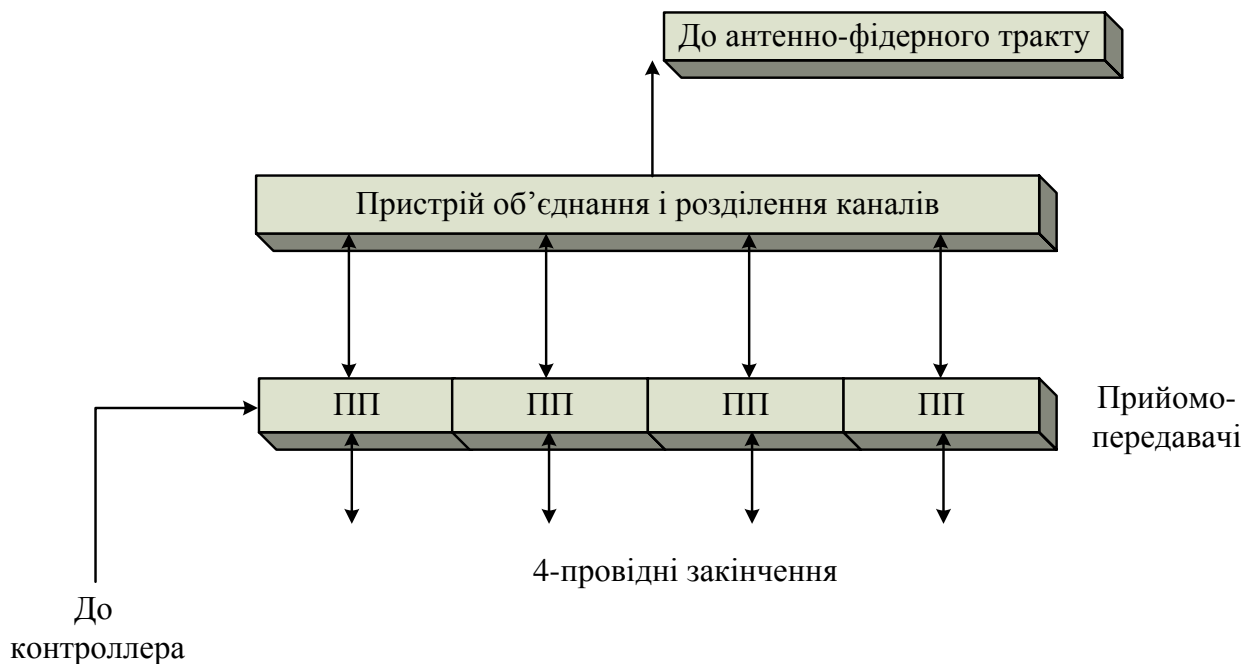 До антенно-фідерного тракту
Пристрій об’єднання і розділення каналів
ПП ПП ПП ПП
Прийомо-
передавачі
4-провідні закінчення
До
контроллера